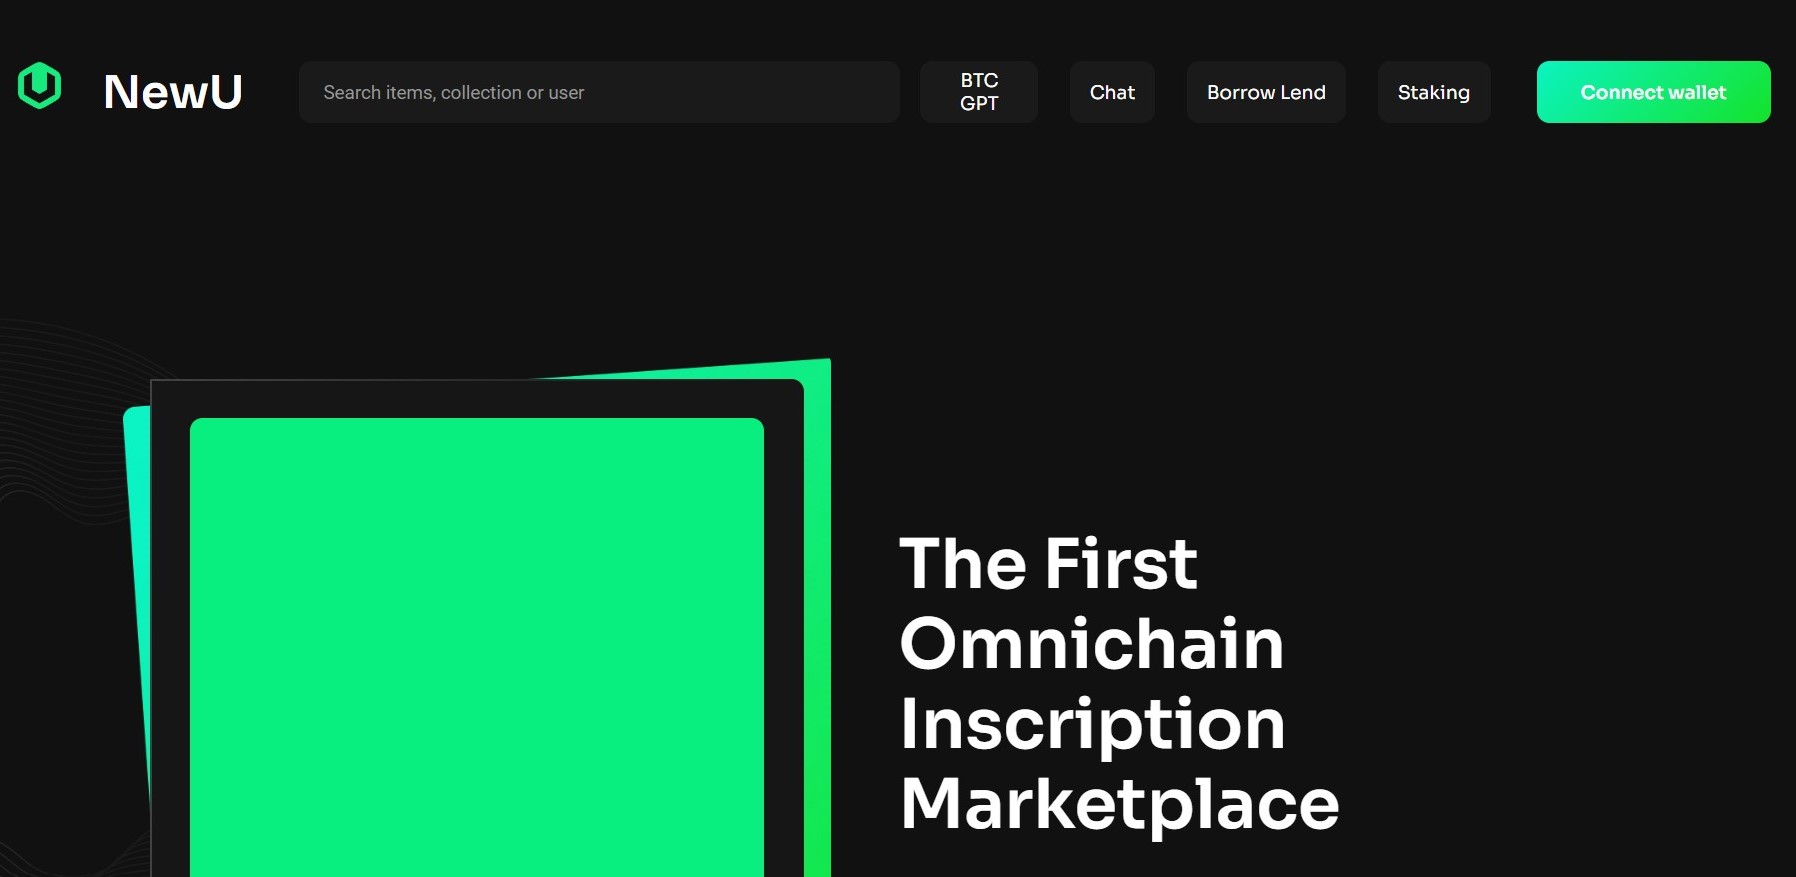 NewU
Search items, collection or user
BTC
GPT
Chat
Borrow Lend
Staking
Connect wallet
The First
Omnichain
Inscription
Marketplace